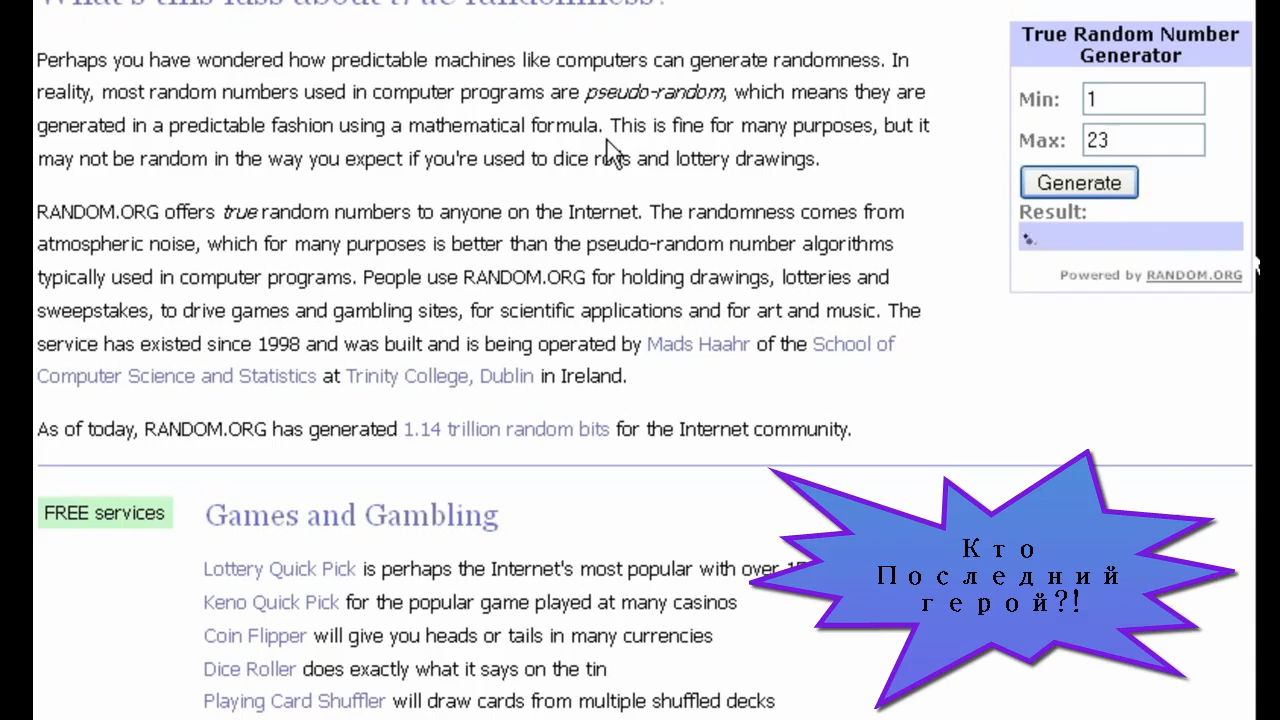 What's this fuss about true randomness?
Perhaps you have wondered how predictable machines like computers can generate randomness. In
reality, most random numbers used in computer programs are pseudo-random, which means they are
generated in a predictable fashion using a mathematical formula. This is fine for many purposes, but it
may not be random in the way you expect if you're used to dice rolls and lottery drawings.
RANDOM.ORG offers true random numbers to anyone on the Internet. The randomness comes from
atmospheric noise, which for many purposes is better than the pseudo-random number algorithms
typically used in computer programs. People use RANDOM.ORG for holding drawings, lotteries and
sweepstakes, to drive games and gambling sites, for scientific applications and for art and music. The
service has existed since 1998 and was built and is being operated by Mads Haahr of the School of
Computer Science and Statistics at Trinity College, Dublin in Ireland.
As of today, RANDOM.ORG has generated 1.14 trillion random bits for the Internet community.
True Random Number
Generator
Min: 1
Max: 23
Generate
Result:
Powered by RANDOM.ORG
FREE services
Games and Gambling
Lottery Quick Pick is perhaps the Internet's most popular with over
Keno Quick Pick for the popular game played at many casinos
Coin Flipper will give you heads or tails in many currencies
Dice Roller does exactly what it says on the tin
Playing Card Shuffler will draw cards from multiple shuffled decks
Кто
Последний
герой?!